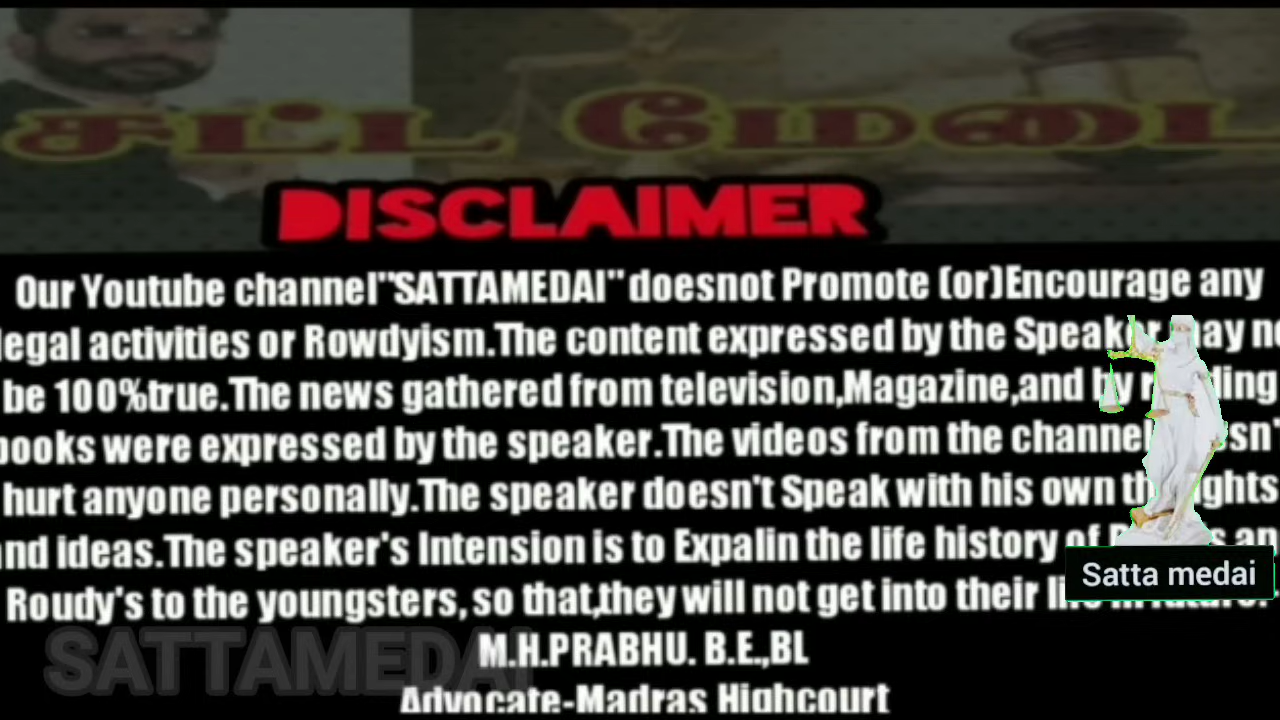 சட்ட மேடை
DISCLAIMER
Our Youtube channel"SATTAMEDAI" doesnot Promote (or)Encourage any
legal activities or Rowdyism.The content expressed by the Speaker may
be 100%true.The news gathered from television,Magazine,and by
books were expressed by the speaker.The videos from the channel
hurt anyone personally.The speaker doesn't Speak with his own
and ideas.The speaker's Intension is to Expalin the life history of
Roudy's to the youngsters, so that,they will not get into their
Satta medai
M.H.PRABHU. B.E.,BL
SATTAMEDAI
Advocate-Madras Highcourt